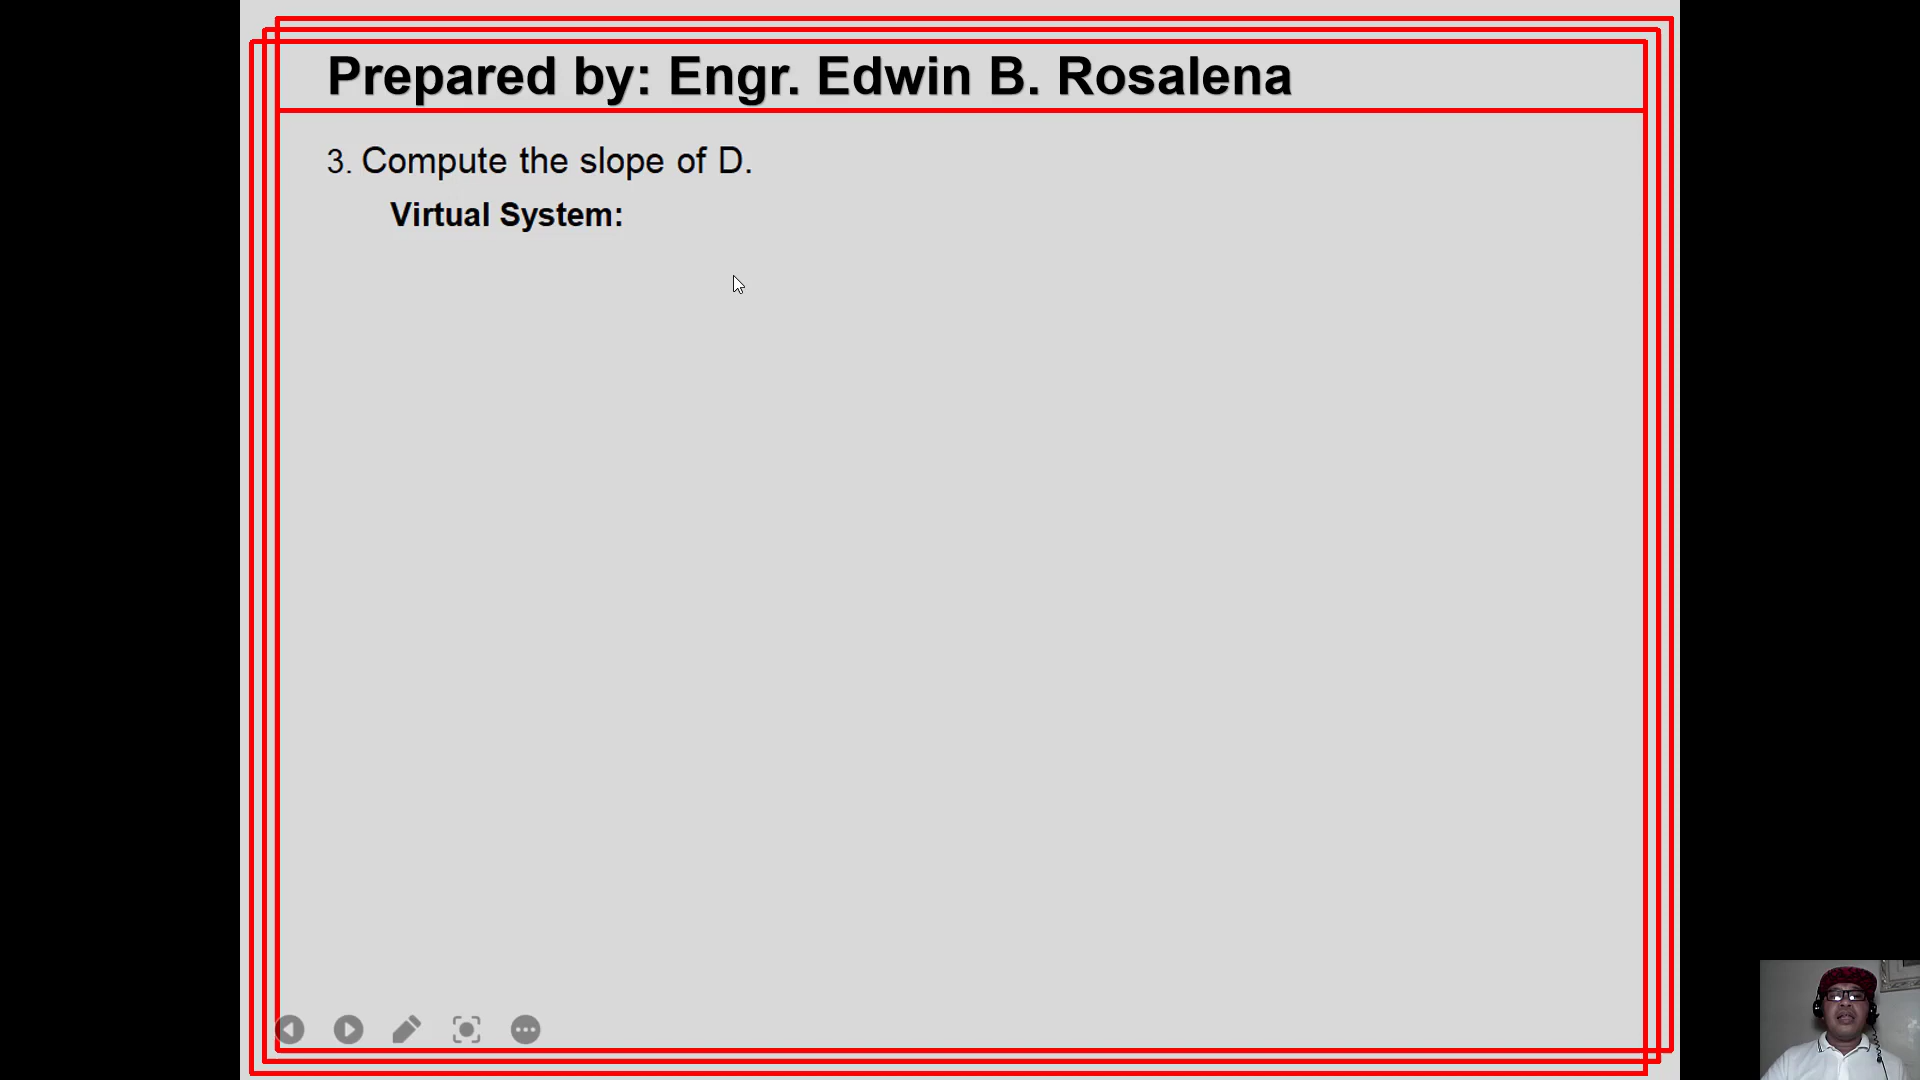 Prepared by: Engr. Edwin B. Rosalena
3. Compute the slope of D.
Virtual System: